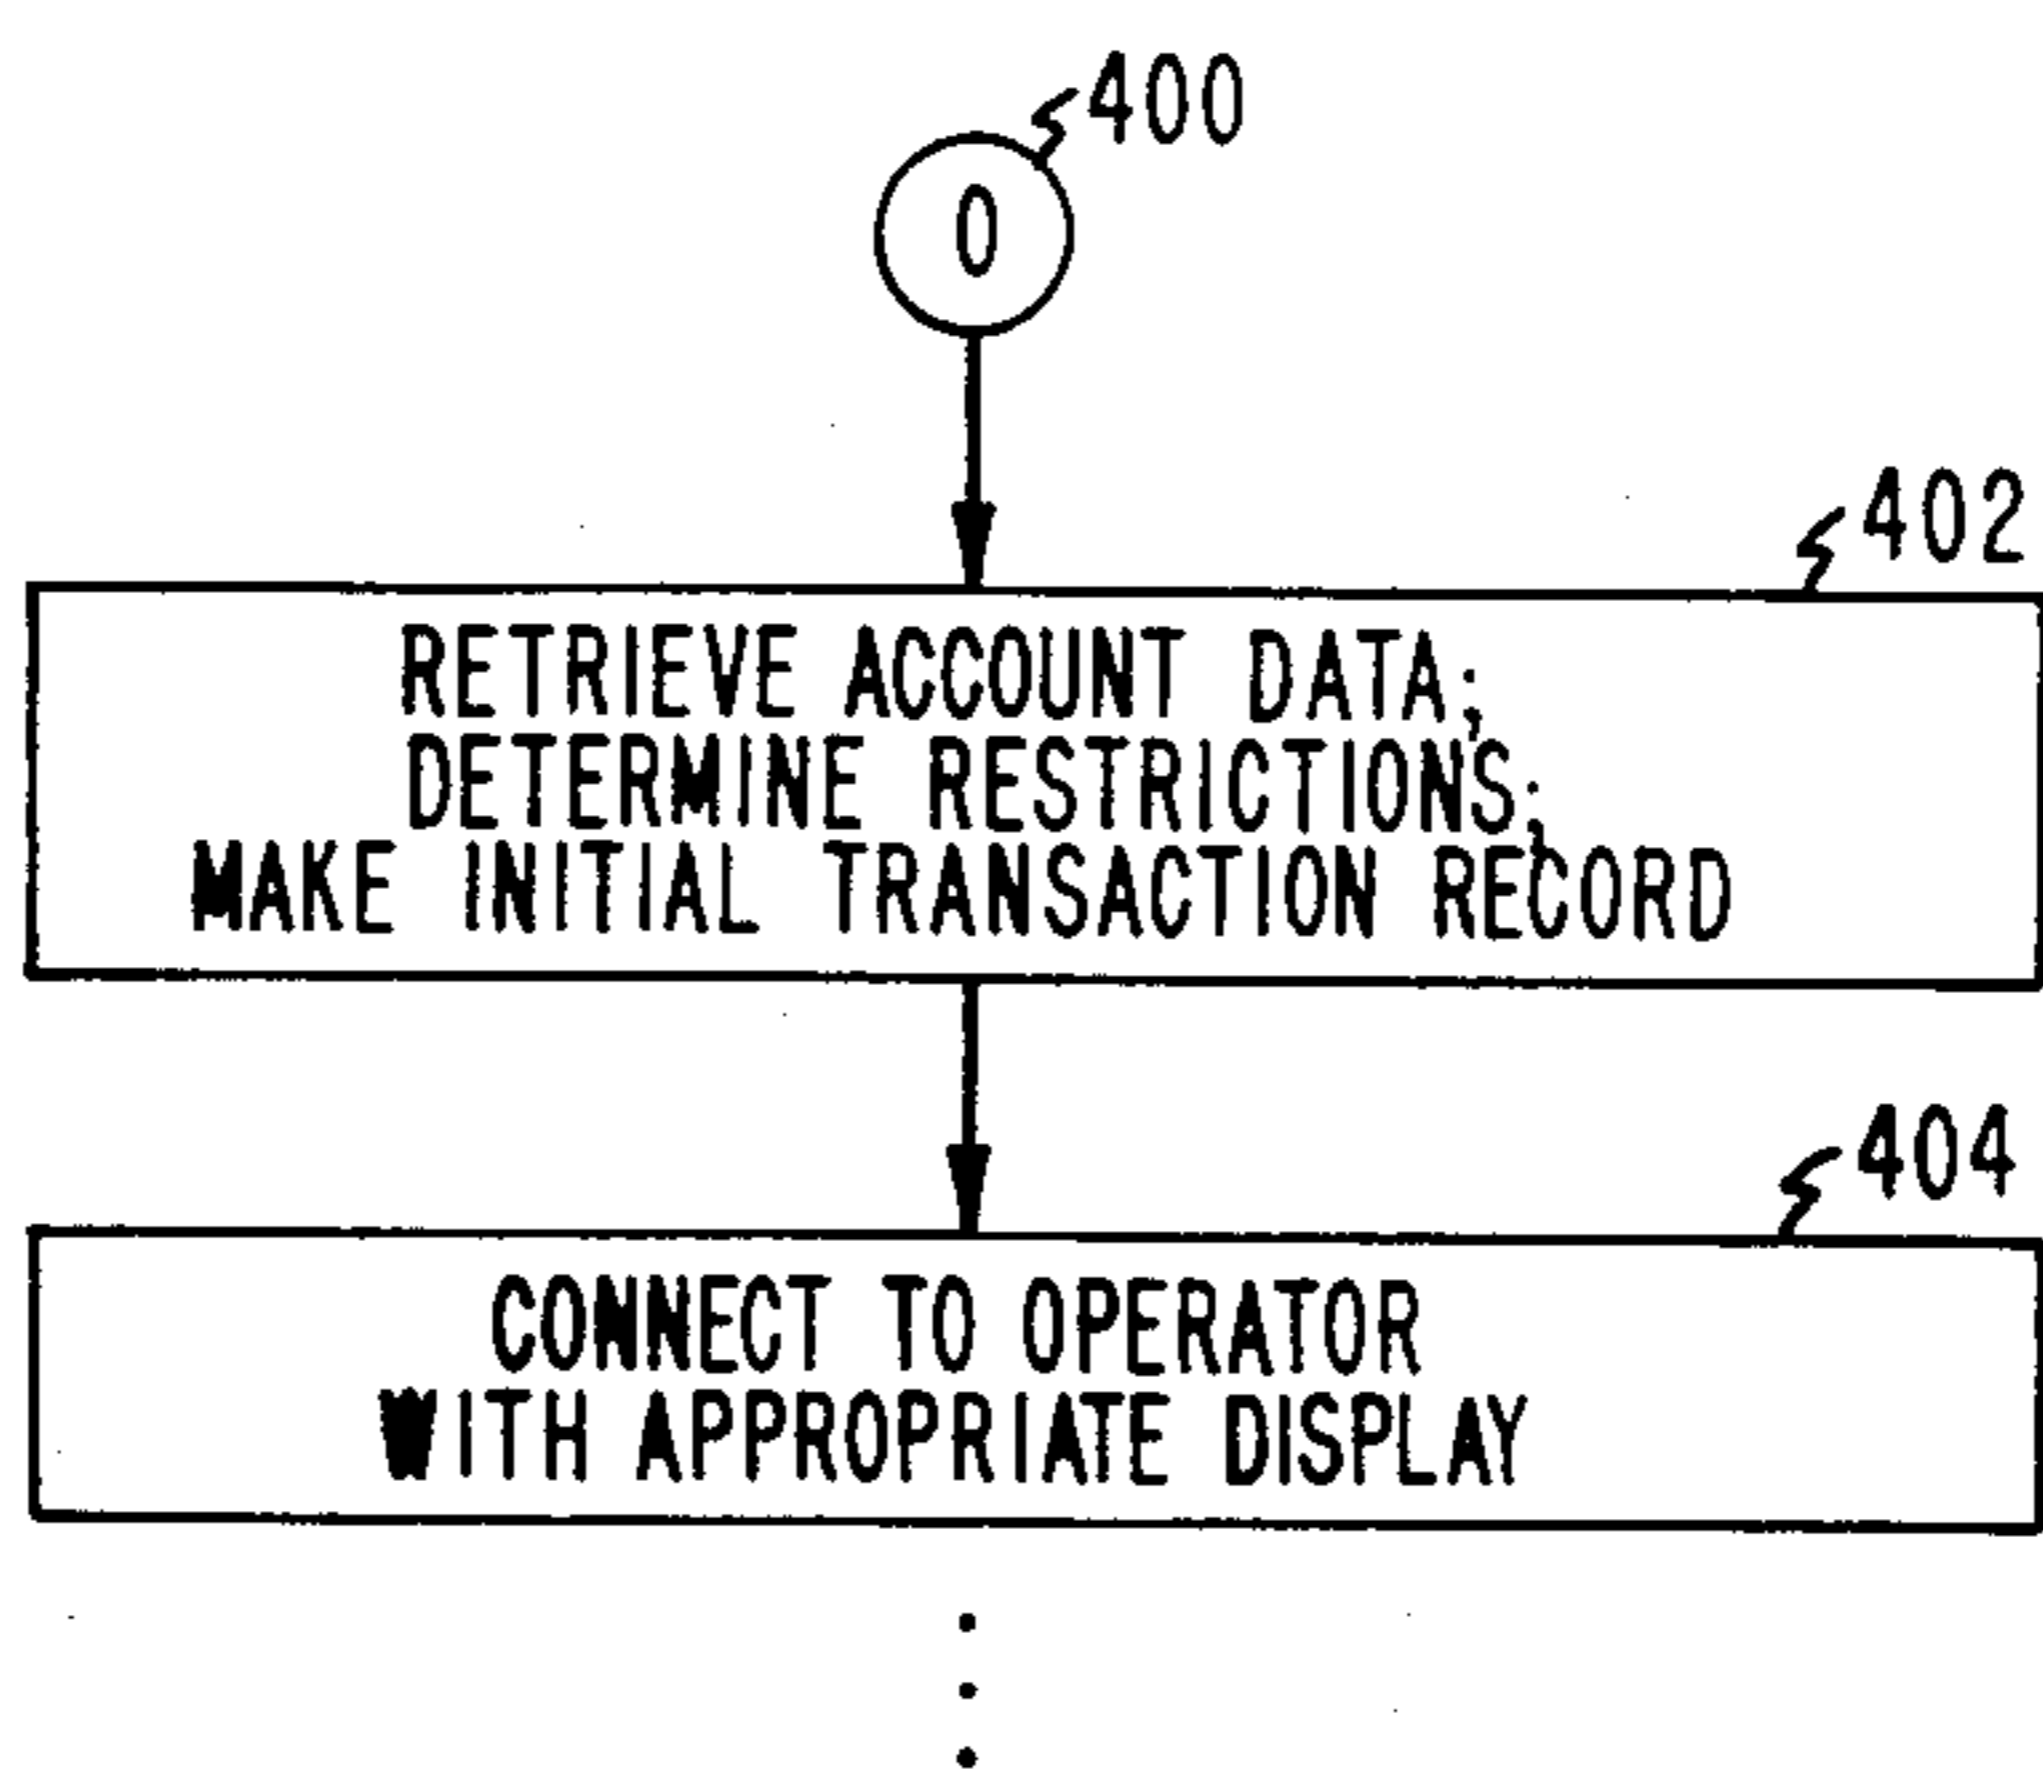 400
0
402
RETRIEVE ACCOUNT DATA;
DETERMINE RESTRICTIONS;
MAKE INITIAL TRANSACTION RECORD
404
CONNECT TO OPERATOR
WITH APPROPRIATE DISPLAY